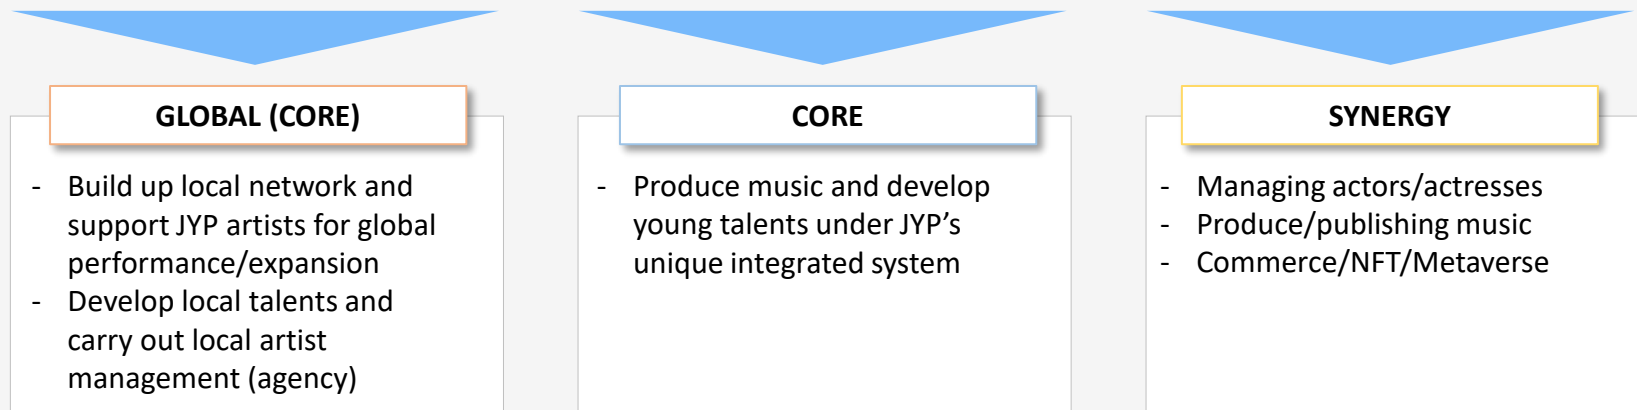 GLOBAL (CORE)
- Build up local network and
support JYP artists for global
performance/expansion
- Develop local talents and
carry out local artist
management (agency)
CORE
- Produce music and develop
young talents under JYP’s
unique integrated system
SYNERGY
- Managing actors/actresses
- Produce/publishing music
- Commerce/NFT/Metaverse